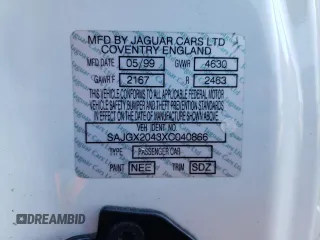 MFD BY JAGUAR CARS LTD
COVENTRY ENGLAND
MFD DATE 05/99 GVWR 4630
GAWR F 2167 R 2463
THIS VEHICLE CONFORMS TO ALL APPLICABLE FEDERAL MOTOR
VEHICLE SAFETY BUMPER AND THEFT PREVENTION STANDARDS
IN EFFECT ON THE DATE OF MANUFACTURE SHOWN ABOVE
VEH IDENT NO.
SAJGX2043XC040866
TYPE PASSENGER CAR
PAINT NEE TRIM SDZ
DREAMBID